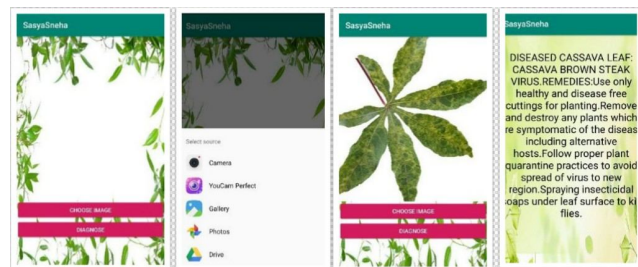 SasyaSneha
CHOOSE IMAGE
DIAGNOSE
SasyaSneha
Select source
Camera
YouCam Perfect
Gallery
Photos
Drive
SasyaSneha
CHOOSE IMAGE
DIAGNOSE
SasyaSneha
DISEASED CASSAVA LEAF:
CASSAVA BROWN STEAK
VIRUS.REMEDIES:Use only
healthy and disease free
cuttings for planting.Remove
and destroy any plants which
re symptomatic of the diseas
including alternative
hosts.Follow proper plant
quarantine practices to avoid
spread of virus to new
region.Spraying insecticidal
soaps under leaf surface to ki
flies.